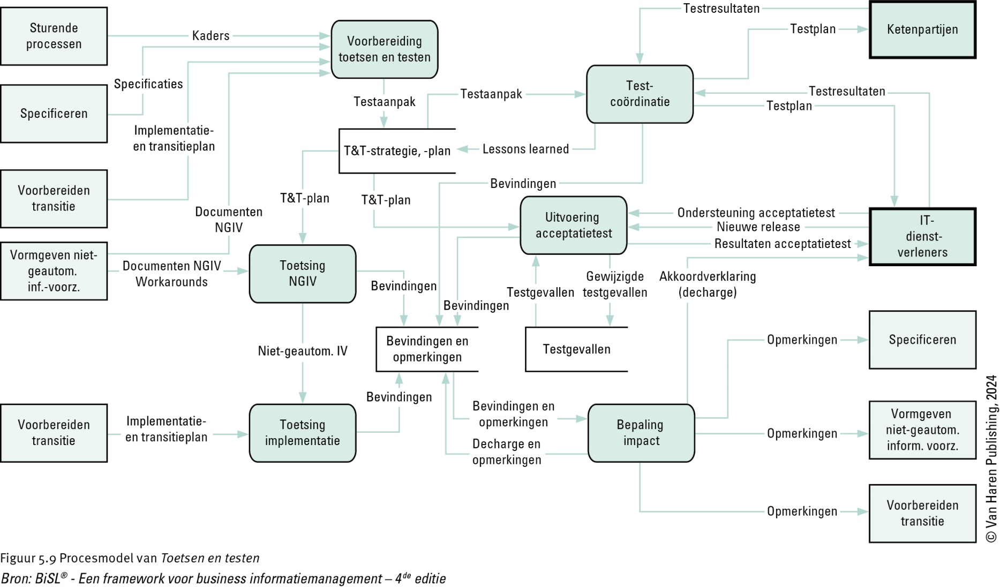 Sturende
processen
Kaders
Voorbereiding
toetsen en testen
Testresultaten
Testplan
Ketenpartijen
Specificaties
Specificeren
Testaanpak
Testaanpak
Test-
coördinatie
Testresultaten
Testplan
Implementatie-
en transitieplan
T&T-strategie, -plan
Lessons learned
Voorbereiden
transitie
Documenten
NGIV
T&T-plan
T&T-plan
Bevindingen
Uitvoering
acceptatietest
Ondersteuning acceptatietest
Nieuwe release
Resultaten acceptatietest
IT-
dienst-
verleners
Vormgeven niet-
geautom.
inf.-voorz.
Documenten NGIV
Workarounds
Toetsing
NGIV
Bevindingen
Bevindingen
Testgevallen
Gewijzigde
testgevallen
Akkoordverklaring
(decharge)
Niet-geautom. IV
Bevindingen en
opmerkingen
Testgevallen
Opmerkingen
Specificeren
Voorbereiden
transitie
Implementatie-
en transitieplan
Toetsing
implementatie
Bevindingen
Bevindingen en
opmerkingen
Decharge en
opmerkingen
Bepaling
impact
Opmerkingen
Vormgeven
niet-geautom.
inform. voorz.
Opmerkingen
Voorbereiden
transitie
© Van Haren Publishing, 2024
Figuur 5.9 Procesmodel van Toetsen en testen
Bron: BiSL® - Een framework voor business informatiemanagement – 4de editie